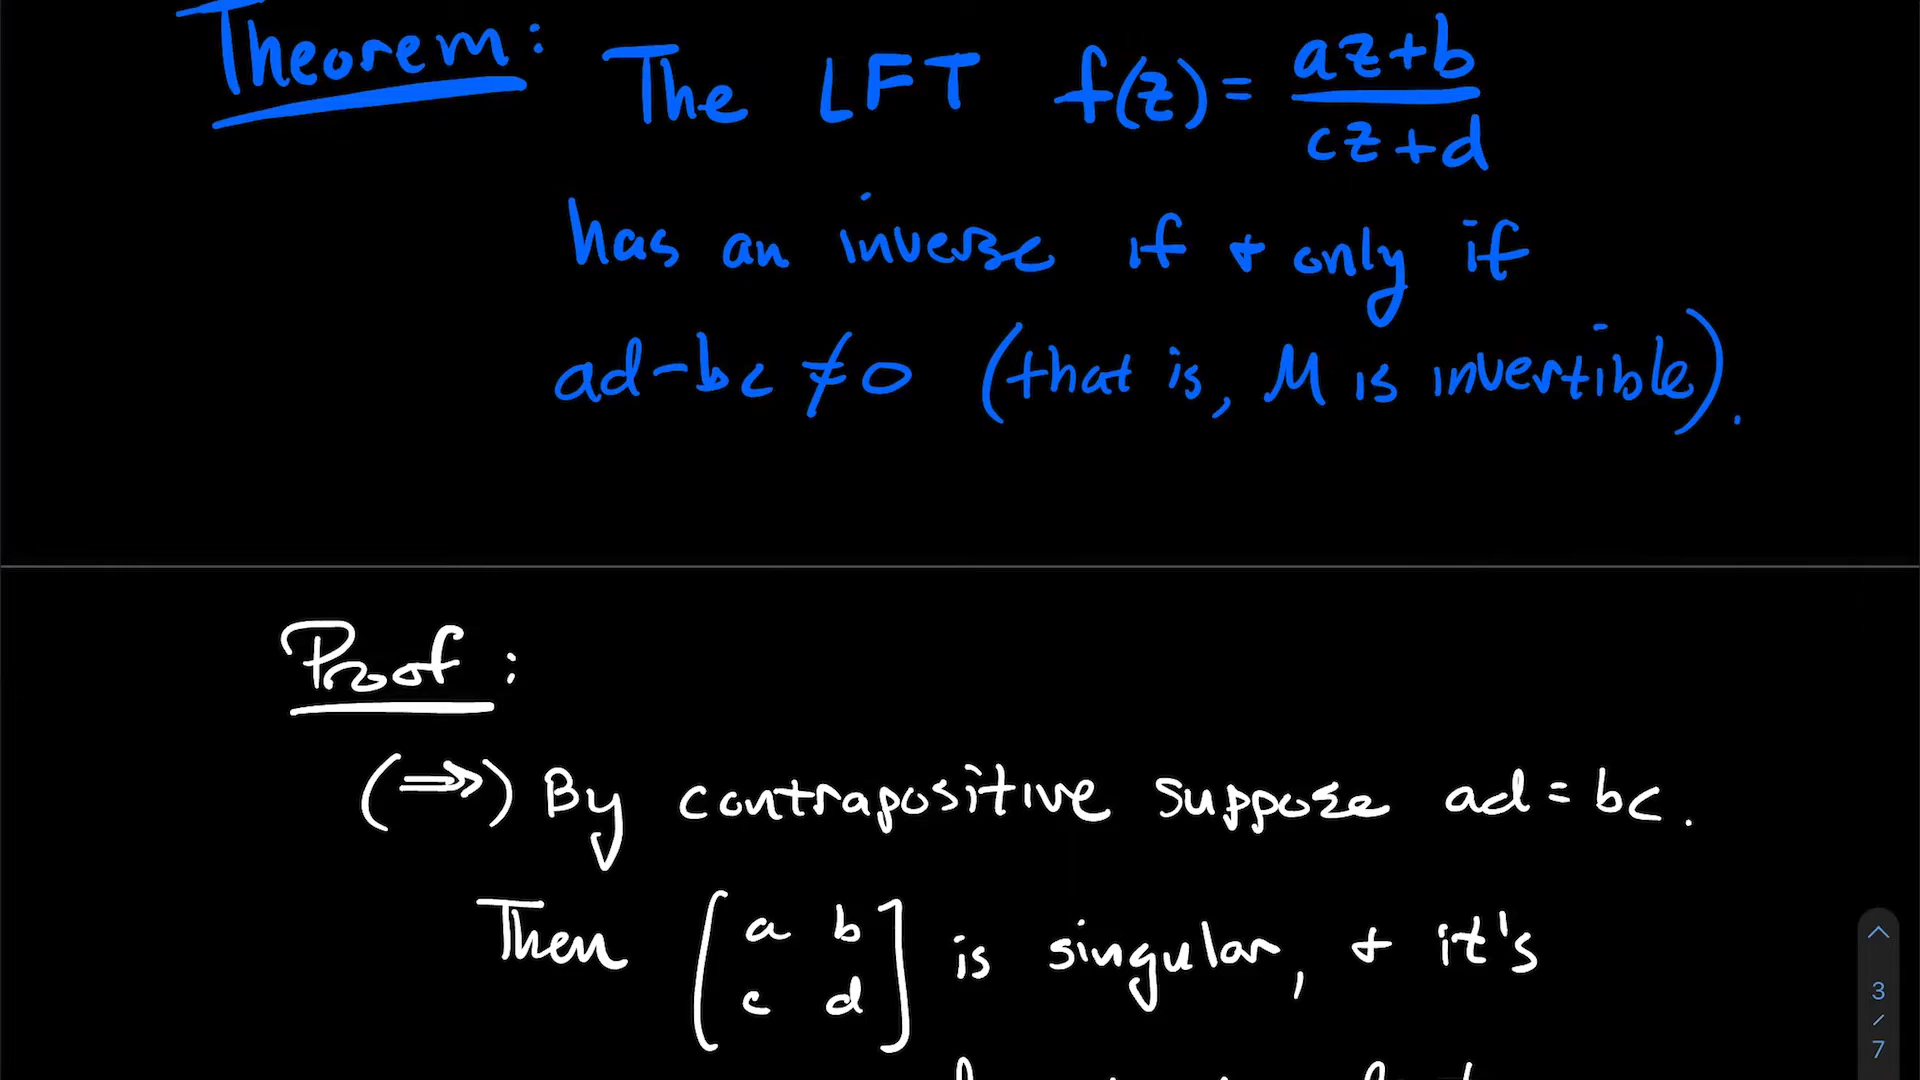 Theorem: The LFT f(z) = (az+b)/(cz+d)
has an inverse if & only if
ad-bc ≠ 0 (that is, M is invertible).
Proof:
(⇒) By contrapositive suppose ad = bc.
Then [a b; c d] is singular, & it's
3
/
7